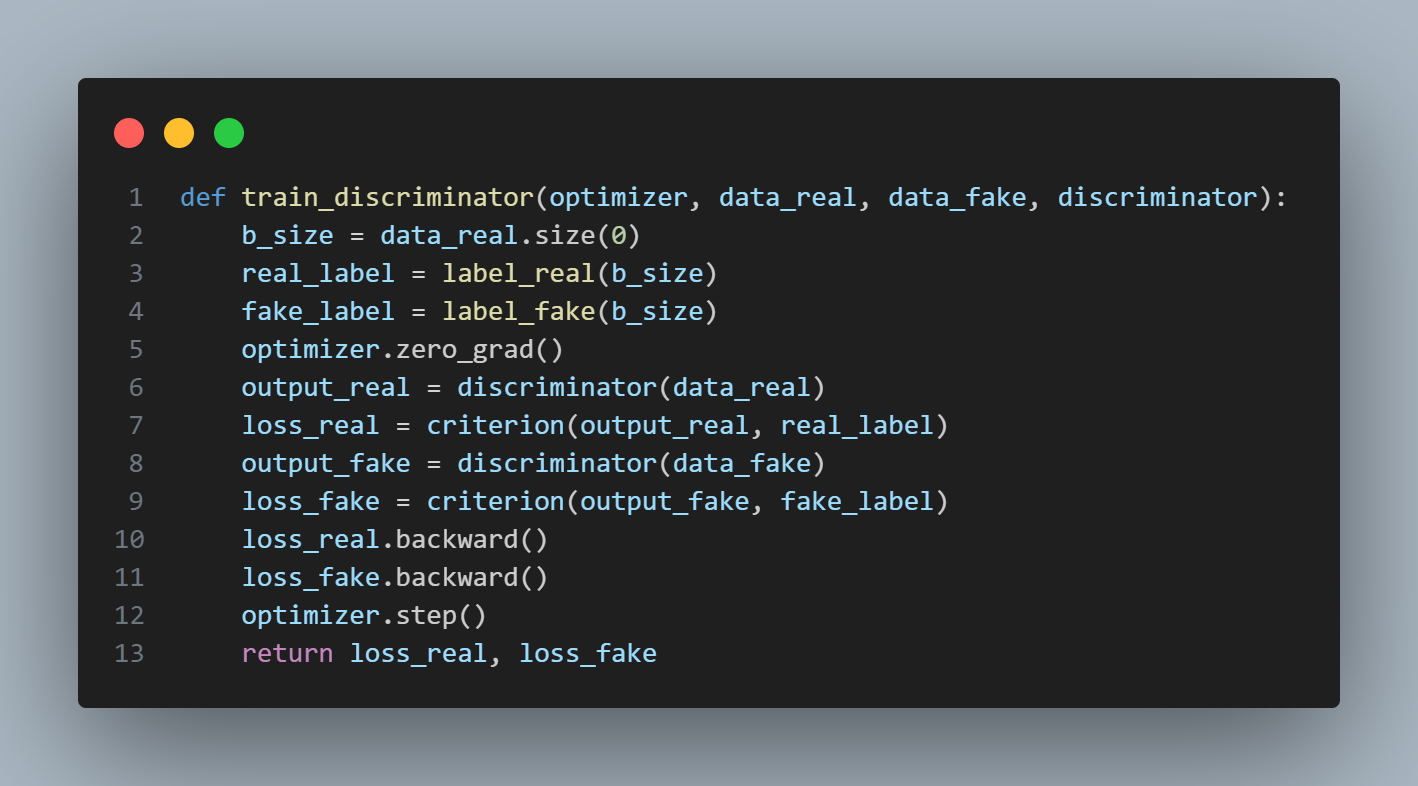 1 def train_discriminator(optimizer, data_real, data_fake, discriminator):
2     b_size = data_real.size(0)
3     real_label = label_real(b_size)
4     fake_label = label_fake(b_size)
5     optimizer.zero_grad()
6     output_real = discriminator(data_real)
7     loss_real = criterion(output_real, real_label)
8     output_fake = discriminator(data_fake)
9     loss_fake = criterion(output_fake, fake_label)
10     loss_real.backward()
11     loss_fake.backward()
12     optimizer.step()
13     return loss_real, loss_fake